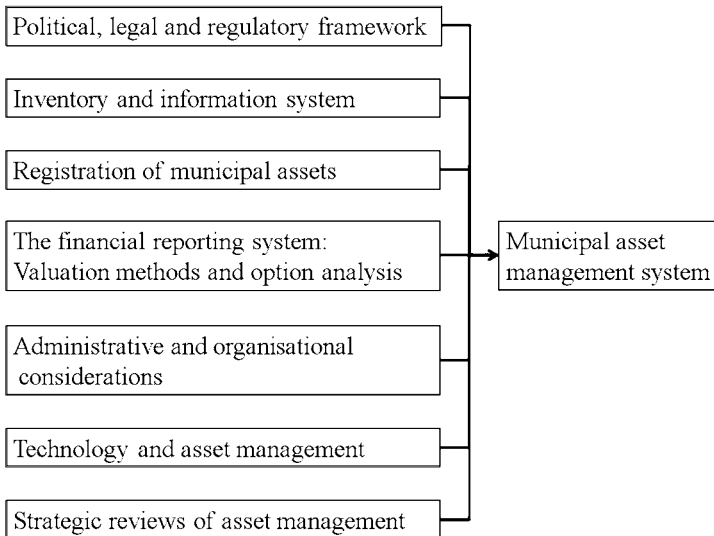 Political, legal and regulatory framework
Inventory and information system
Registration of municipal assets
The financial reporting system:
Valuation methods and option analysis
Municipal asset
management system
Administrative and organisational
considerations
Technology and asset management
Strategic reviews of asset management